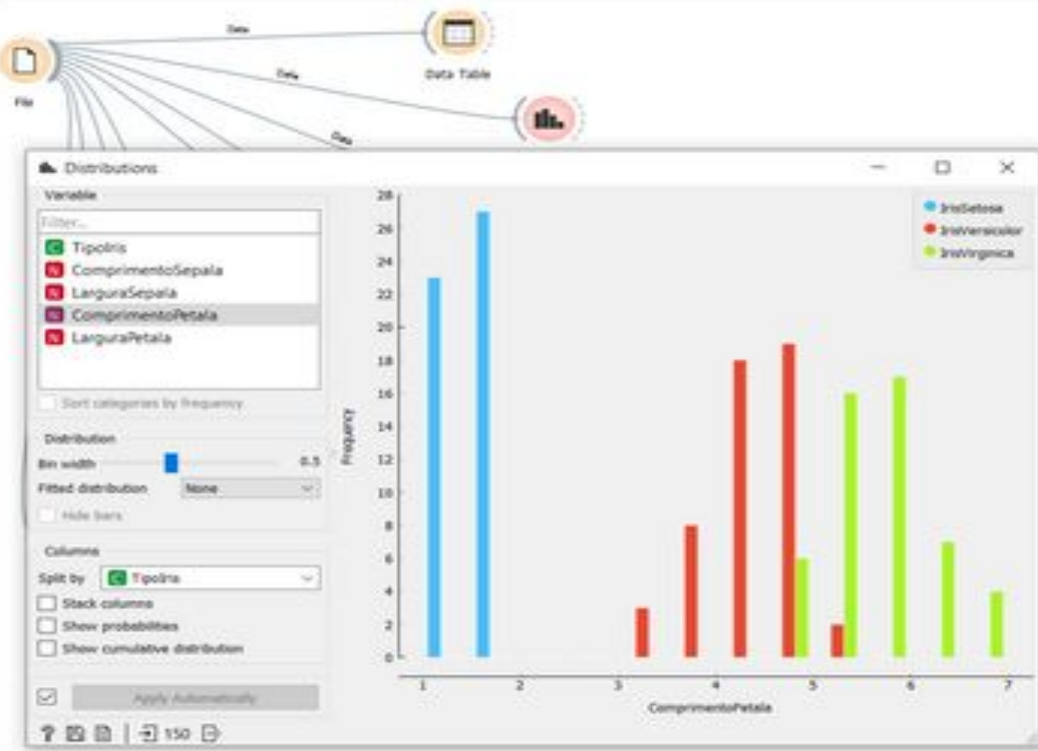 Data
Data
Data
File
Data Table
Distributions
Variable
Filter...
C TipoIris
N ComprimentoSepala
N LarguraSepala
N ComprimentoPetala
N LarguraPetala
Sort categories by frequency
Distribution
Bin width 0.5
Fitted distribution None
Hide bars
Columns
Split by C TipoIris
Stack columns
Show probabilities
Show cumulative distribution
Apply Automatically
? 150
28
26
24
22
20
18
16
14
12
10
8
6
4
2
0
Frequency
1 2 3 4 5 6 7
ComprimentoPetala
IrisSetosa
IrisVersicolor
IrisVirginica